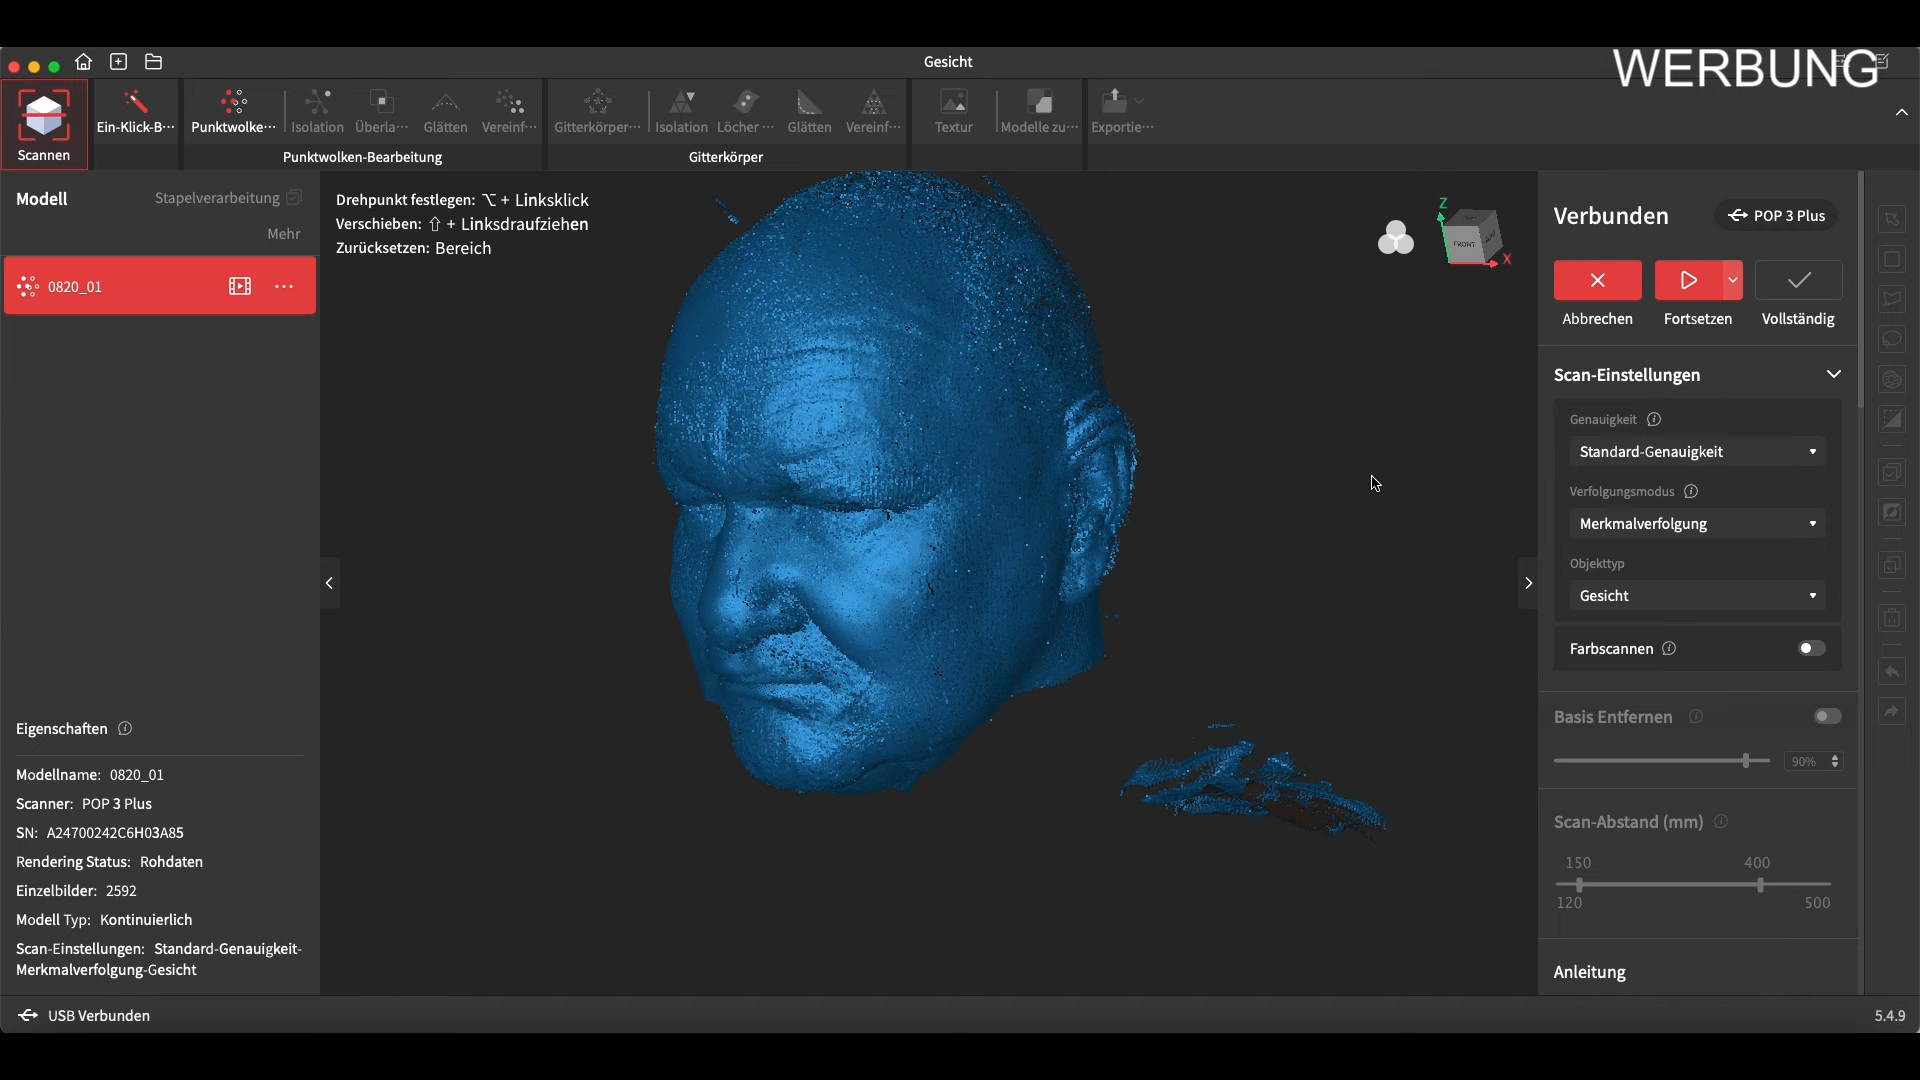 Gesicht
WERBUNG
Scannen
Ein-Klick-B···
Punktwolke···
Isolation
Überla···
Glätten
Vereinf···
Punktwolken-Bearbeitung
Gitterkörper···
Isolation
Löcher ···
Glätten
Vereinf···
Gitterkörper
Textur
Modelle zu···
Exportie···
Modell
Stapelverarbeitung
Mehr
0820_01
Drehpunkt festlegen: ⌥ + Linksklick
Verschieben: ⇧ + Linksdraufziehen
Zurücksetzen: Bereich
Z
FRONT
X
Verbunden
POP 3 Plus
Abbrechen
Fortsetzen
Vollständig
Scan-Einstellungen
Genauigkeit
Standard-Genauigkeit
Verfolgungsmodus
Merkmalverfolgung
Objekttyp
Gesicht
Farbscannen
Basis Entfernen
90%
Scan-Abstand (mm)
150 400
120 500
Anleitung
Eigenschaften
Modellname: 0820_01
Scanner: POP 3 Plus
SN: A24700242C6H03A85
Rendering Status: Rohdaten
Einzelbilder: 2592
Modell Typ: Kontinuierlich
Scan-Einstellungen: Standard-Genauigkeit-
Merkmalverfolgung-Gesicht
USB Verbunden
5.4.9